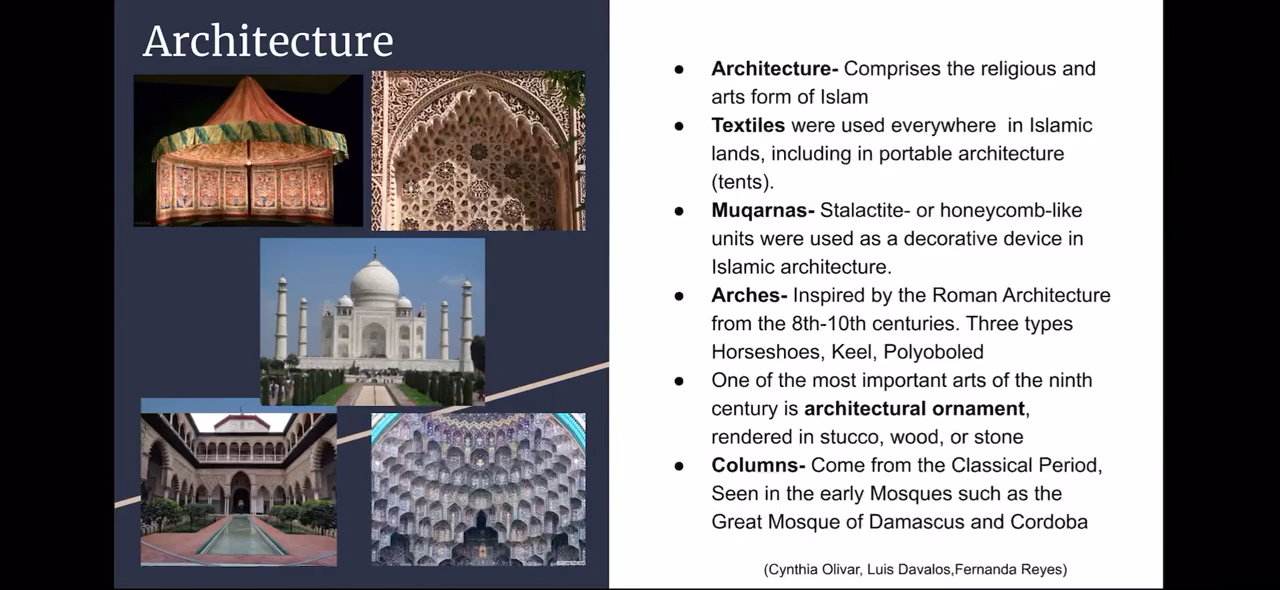 Architecture
● Architecture- Comprises the religious and
arts form of Islam
● Textiles were used everywhere  in Islamic
lands, including in portable architecture
(tents).
● Muqarnas- Stalactite- or honeycomb-like
units were used as a decorative device in
Islamic architecture.
● Arches- Inspired by the Roman Architecture
from the 8th-10th centuries. Three types
Horseshoes, Keel, Polyoboled
● One of the most important arts of the ninth
century is architectural ornament,
rendered in stucco, wood, or stone
● Columns- Come from the Classical Period,
Seen in the early Mosques such as the
Great Mosque of Damascus and Cordoba
(Cynthia Olivar, Luis Davalos,Fernanda Reyes)